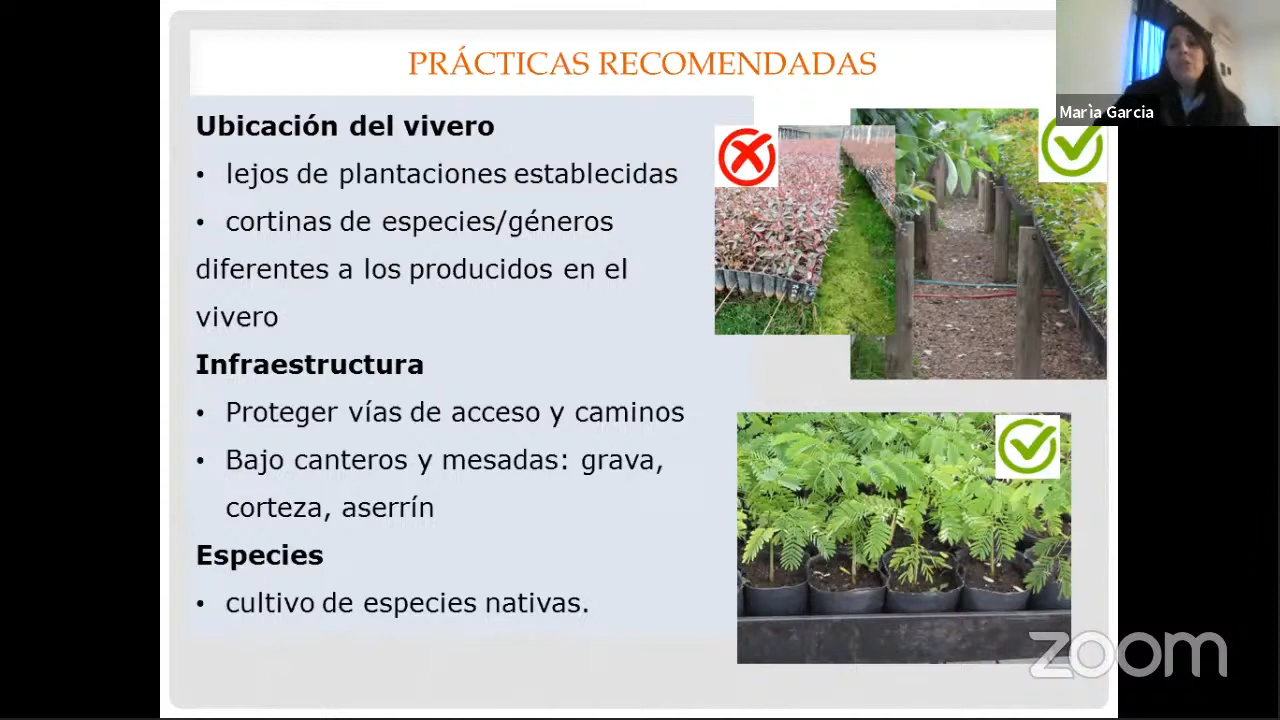 PRÁCTICAS RECOMENDADAS
Marìa Garcia
Ubicación del vivero
• lejos de plantaciones establecidas
• cortinas de especies/géneros
diferentes a los producidos en el
vivero
Infraestructura
• Proteger vías de acceso y caminos
• Bajo canteros y mesadas: grava,
corteza, aserrín
Especies
• cultivo de especies nativas.
zoom